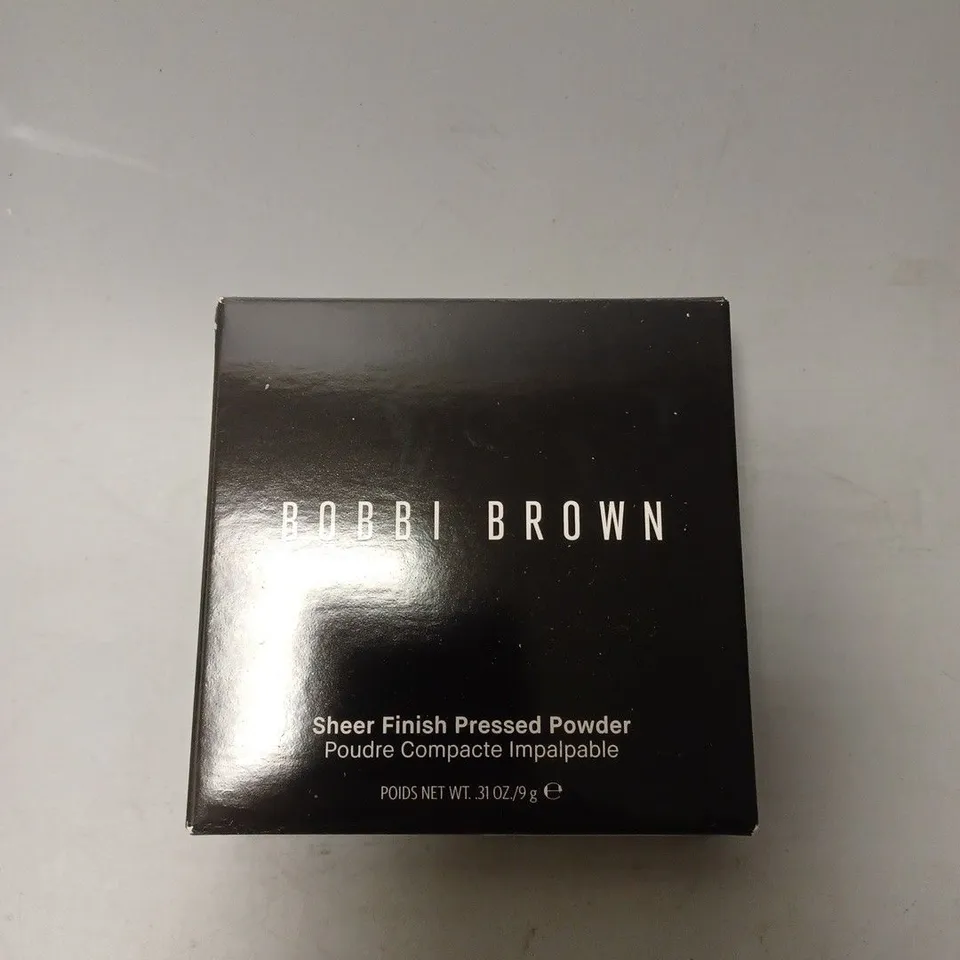 BOBBI BROWN
Sheer Finish Pressed Powder
Poudre Compacte Impalpable
POIDS NET WT. .31 OZ./9 g ℮